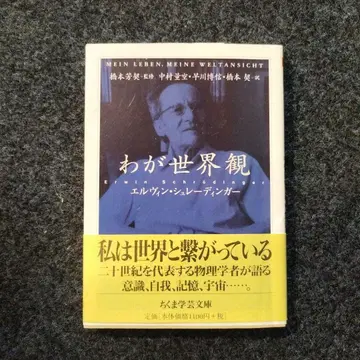 MEIN LEBEN, MEINE WELTANSICHT
橋本芳契・監修 中村量空・早川博信・橋本契・訳
わが世界観
Erwin Schrödinger
エルヴィン・シュレーディンガー
私は世界と繋がっている
二十世紀を代表する物理学者が語る
意識、自我、記憶、宇宙……。
ちくま学芸文庫